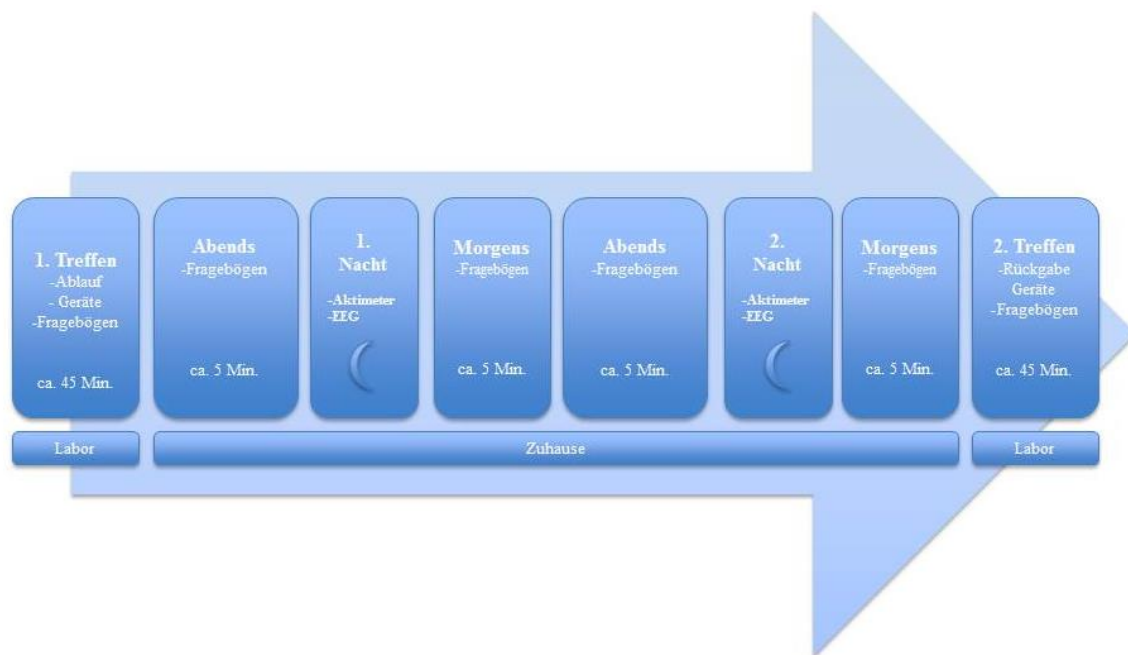 1. Treffen
-Ablauf
- Geräte
-Fragebögen
ca. 45 Min.
Abends
-Fragebögen
ca. 5 Min.
1.
Nacht
-Aktimeter
-EEG
Morgens
-Fragebögen
ca. 5 Min.
Abends
-Fragebögen
ca. 5 Min.
2.
Nacht
-Aktimeter
-EEG
Morgens
-Fragebögen
ca. 5 Min.
2. Treffen
-Rückgabe
Geräte
-Fragebögen
ca. 45 Min.
Labor
Zuhause
Labor